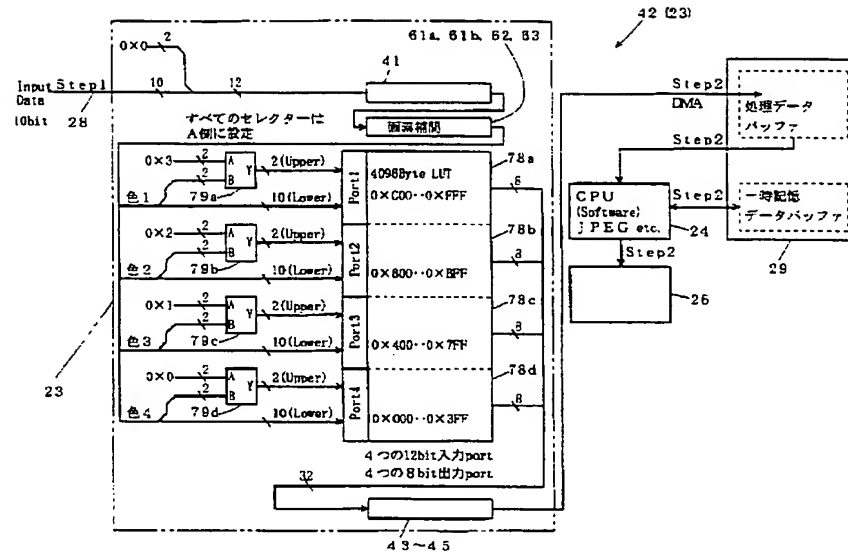 42 (23)
61a, 61b, 62, 63
0×0
2
Input
Data
Step1
10bit
28
10
12
41
すべてのセレクターは
A側に設定
画素補間
Step2
DMA
処理データ
バッファ
Step2
CPU
(Software)
JPEG etc.
24
Step2
一時記憶
データバッファ
29
Step2
26
0×3
2
A
B
Y
2
2(Upper)
色1
79a
10(Lower)
Port1
4096Byte LUT
0×C00‥0×FFF
78a
8
0×2
2
A
B
Y
2
2(Upper)
色2
79b
10(Lower)
Port2
0×800‥0×BFF
78b
8
0×1
2
A
B
Y
2
2(Upper)
色3
79c
10(Lower)
Port3
0×400‥0×7FF
78c
8
0×0
2
A
B
Y
2
2(Upper)
色4
79d
10(Lower)
Port4
0×000‥0×3FF
78d
8
23
4つの12bit入力port
4つの8bit出力port
32
43~45